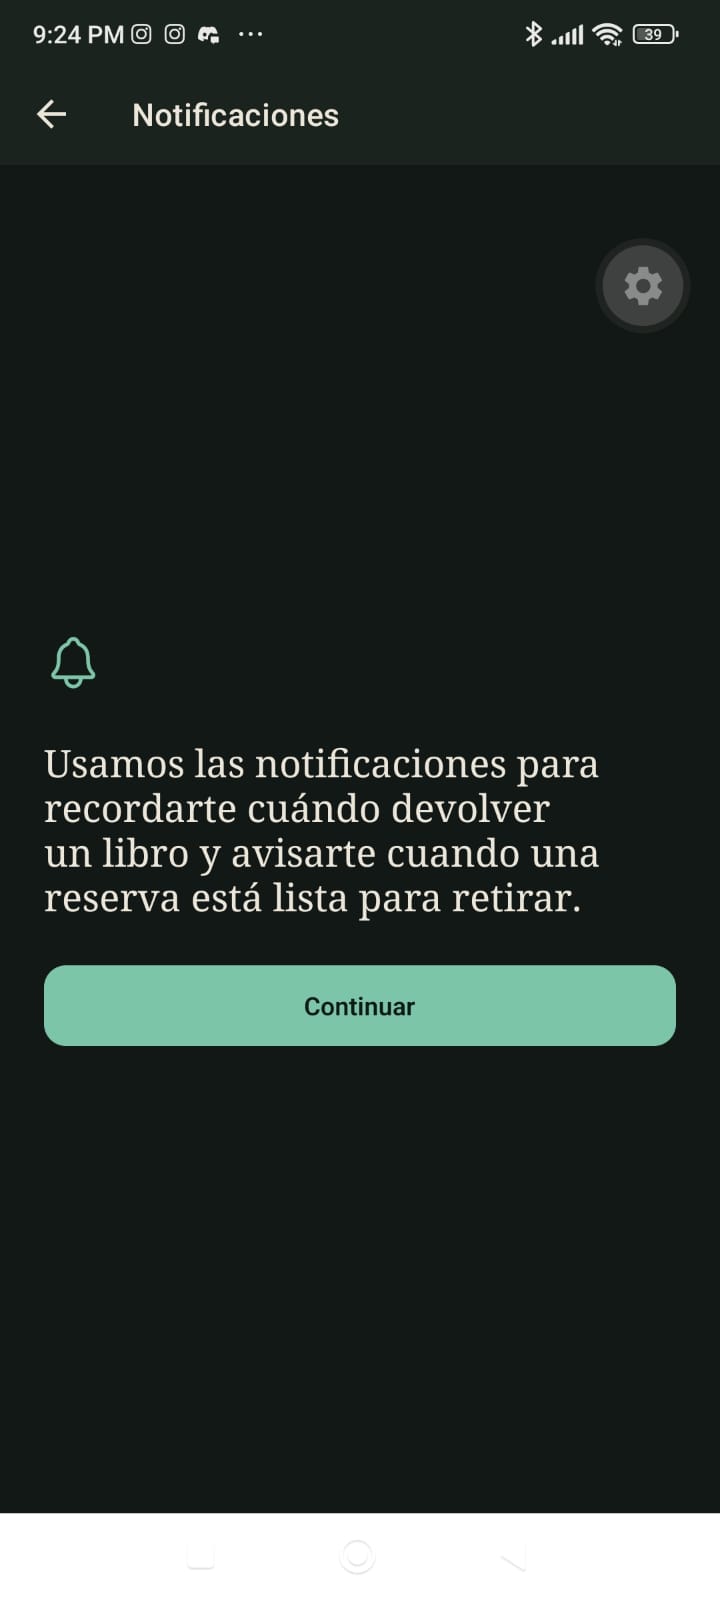 9:24 PM
39
Notificaciones
Usamos las notificaciones para
recordarte cuándo devolver
un libro y avisarte cuando una
reserva está lista para retirar.
Continuar